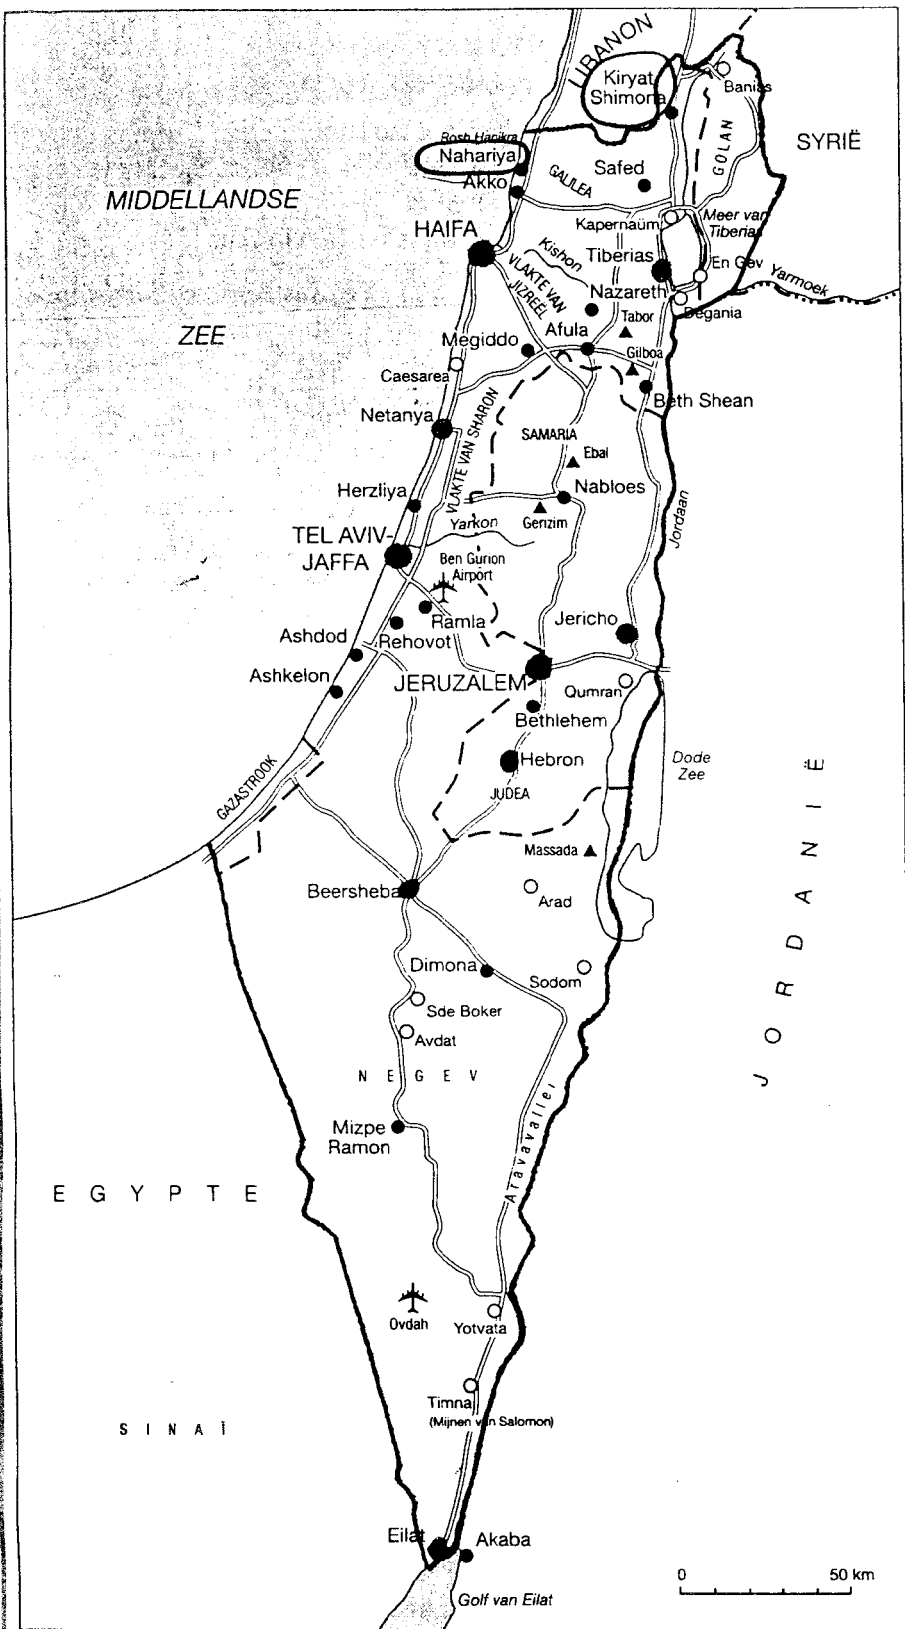 LIBANON
Kiryat
Shimona
Banias
GOLAN
SYRIË
Rosh Hanikra
Nahariya
Akko
GALILEA
Safed
MIDDELLANDSE
ZEE
HAIFA
Kapernaüm
Meer van
Tiberias
Kishon
Tiberias
En Gev
Yarmoek
VLAKTE VAN
JIZREEL
Nazareth
Degania
Tabor
Megiddo
Afula
Gilboa
Caesarea
Beth Shean
Netanya
VLAKTE VAN SHARON
SAMARIA
Ebal
Herzliya
Nabloes
Gerizim
Jordaan
TEL AVIV-
JAFFA
Yarkon
Ben Gurion
Airport
Ramla
Jericho
Ashdod
Rehovot
Ashkelon
JERUZALEM
Qumran
Bethlehem
Hebron
Dode
Zee
JUDEA
GAZASTROOK
JORDANIË
Massada
Beersheba
Arad
Dimona
Sodom
Sde Boker
Avdat
NEGEV
Aravavallei
Mizpe
Ramon
EGYPTE
Ovdah
Yotvata
Timna
(Mijnen van Salomon)
SINAÏ
Eilat
Akaba
0 50 km
Golf van Eilat